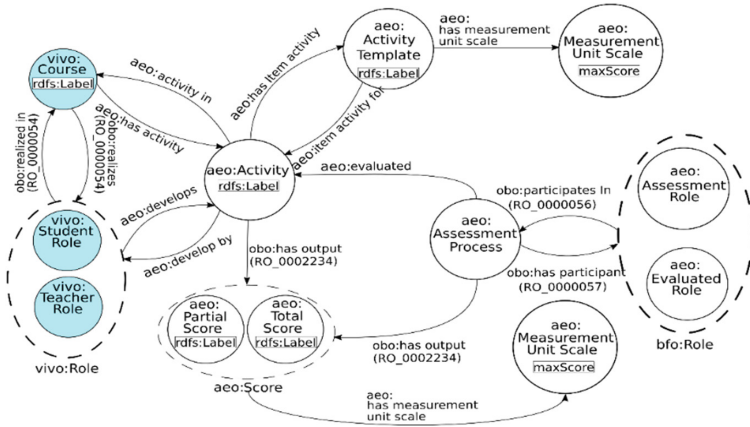 aeo:
has measurement
unit scale
aeo:
Activity
Template
rdfs:Label
aeo:
Measurement
Unit Scale
maxScore
vivo:
Course
rdfs:Label
aeo:activity in
aeo:has item activity
aeo:has activity
aeo:item activity for
obo:realized in
(RO_0000054)
obo:realizes
(RO_0000054)
aeo:Activity
rdfs:Label
aeo:evaluated
aeo:
Assessment
Role
obo:participates In
(RO_0000056)
aeo:develops
aeo:develop by
vivo:
Student
Role
aeo:
Assessment
Process
obo:has output
(RO_0002234)
obo:has participant
(RO_0000057)
aeo:
Evaluated
Role
vivo:
Teacher
Role
vivo:Role
aeo:
Partial
Score
rdfs:Label
aeo:
Total
Score
rdfs:Label
aeo:Score
obo:has output
(RO_0002234)
aeo:
Measurement
Unit Scale
maxScore
bfo:Role
aeo:
has measurement
unit scale